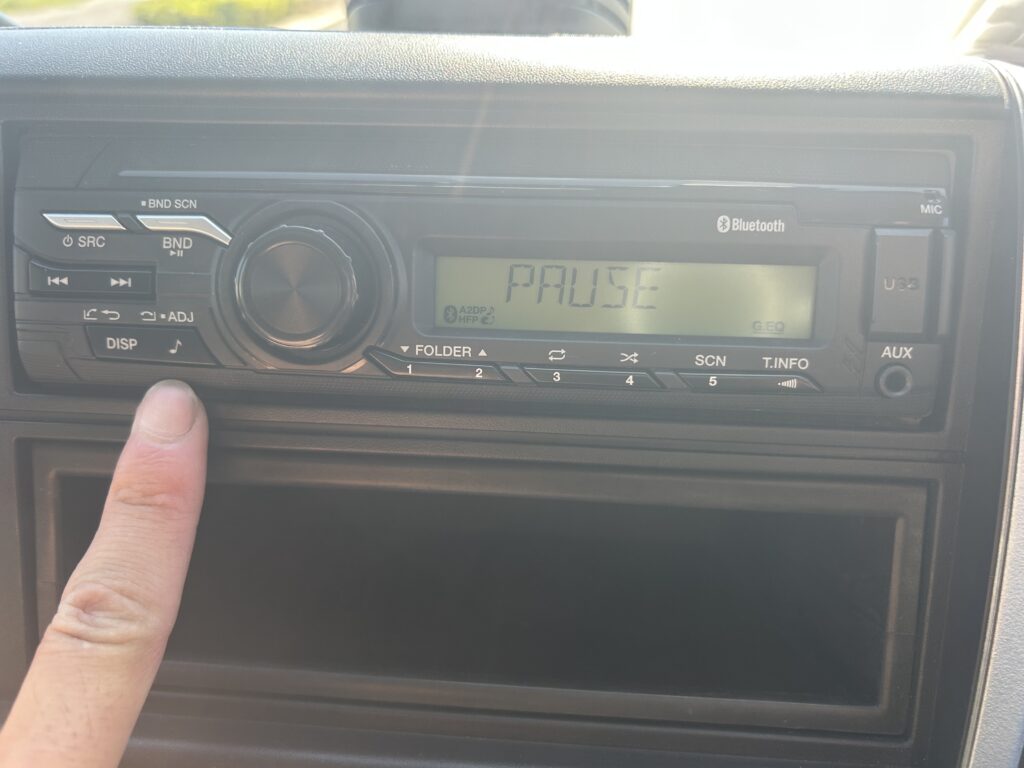 BND SCN
SRC
BND
Bluetooth
MIC
USB
PAUSE
A2DP
HFP
G.EQ
ADJ
DISP
FOLDER
1 2
3 4
SCN
5
T.INFO
AUX